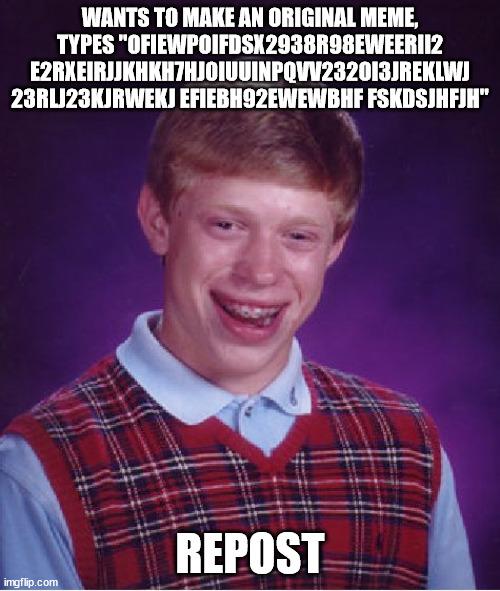 WANTS TO MAKE AN ORIGINAL MEME,
TYPES "OFIEWPOIFDSX2938R98EWEERII2
E2RXEIRJJKHKH7HJOIUUINPQVV232OI3JREKLWJ
23RLJ23KJRWEKJ EFIEBH92EWEWBHF FSKDSJHFJH"
REPOST
imgflip.com